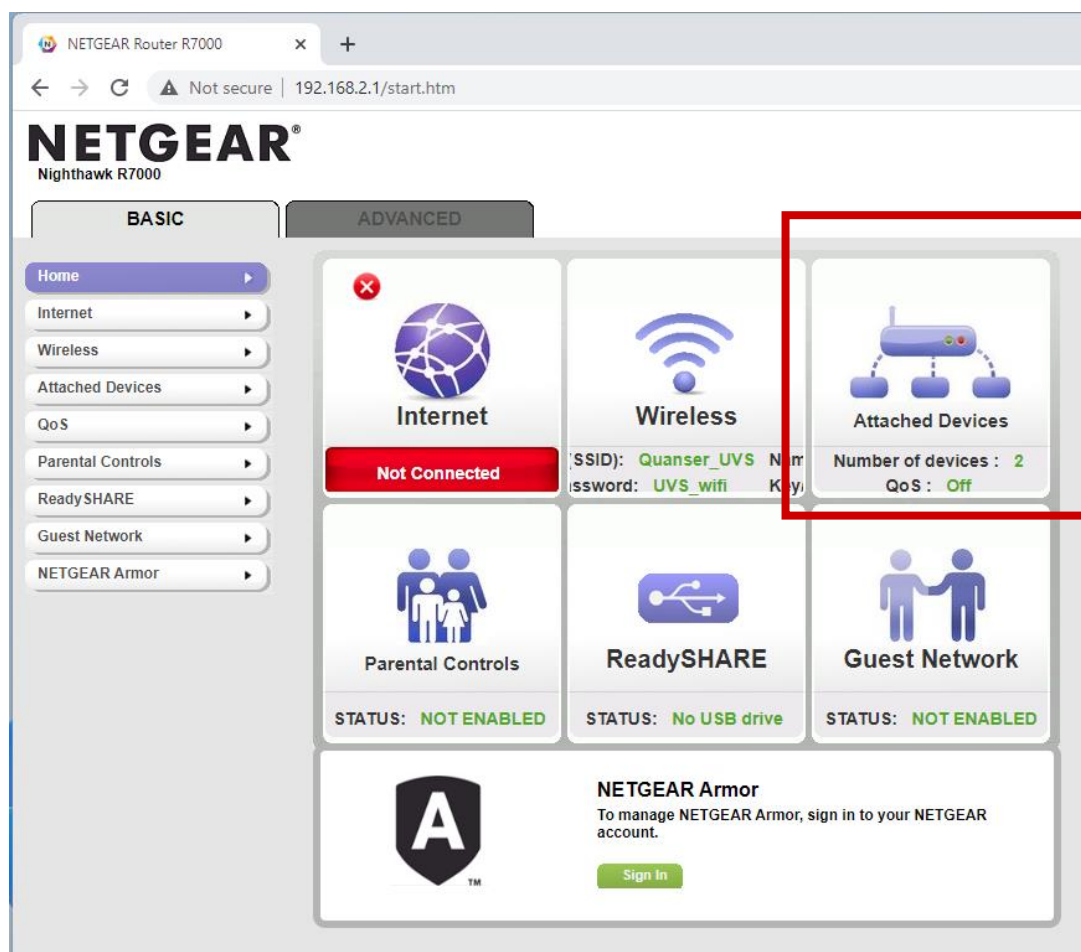 NETGEAR Router R7000
Not secure | 192.168.2.1/start.htm
NETGEAR®
Nighthawk R7000
BASIC
ADVANCED
Home
Internet
Wireless
Attached Devices
QoS
Parental Controls
ReadySHARE
Guest Network
NETGEAR Armor
Internet
Not Connected
Wireless
(SSID): Quanser_UVS Nam
ssword: UVS_wifi Key/
Attached Devices
Number of devices : 2
QoS : Off
Parental Controls
STATUS: NOT ENABLED
ReadySHARE
STATUS: No USB drive
Guest Network
STATUS: NOT ENABLED
A
TM
NETGEAR Armor
To manage NETGEAR Armor, sign in to your NETGEAR
account.
Sign In